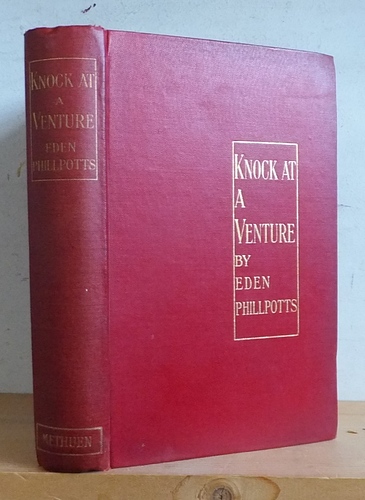 KNOCK AT
A
VENTURE
EDEN
PHILLPOTTS
METHUEN
KNOCK AT
A
VENTURE
BY
EDEN
PHILLPOTTS